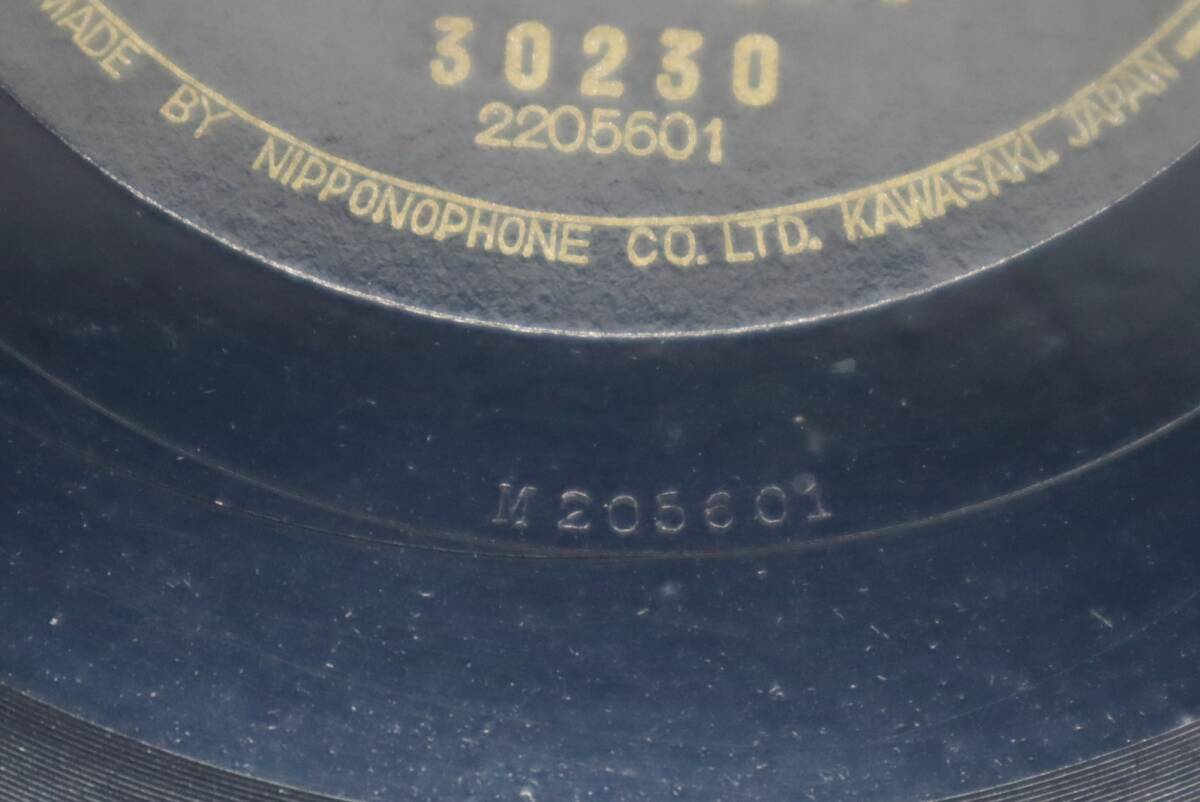 30230
2205601
MADE BY NIPPONOPHONE CO. LTD. KAWASAKI, JAPAN
M205601